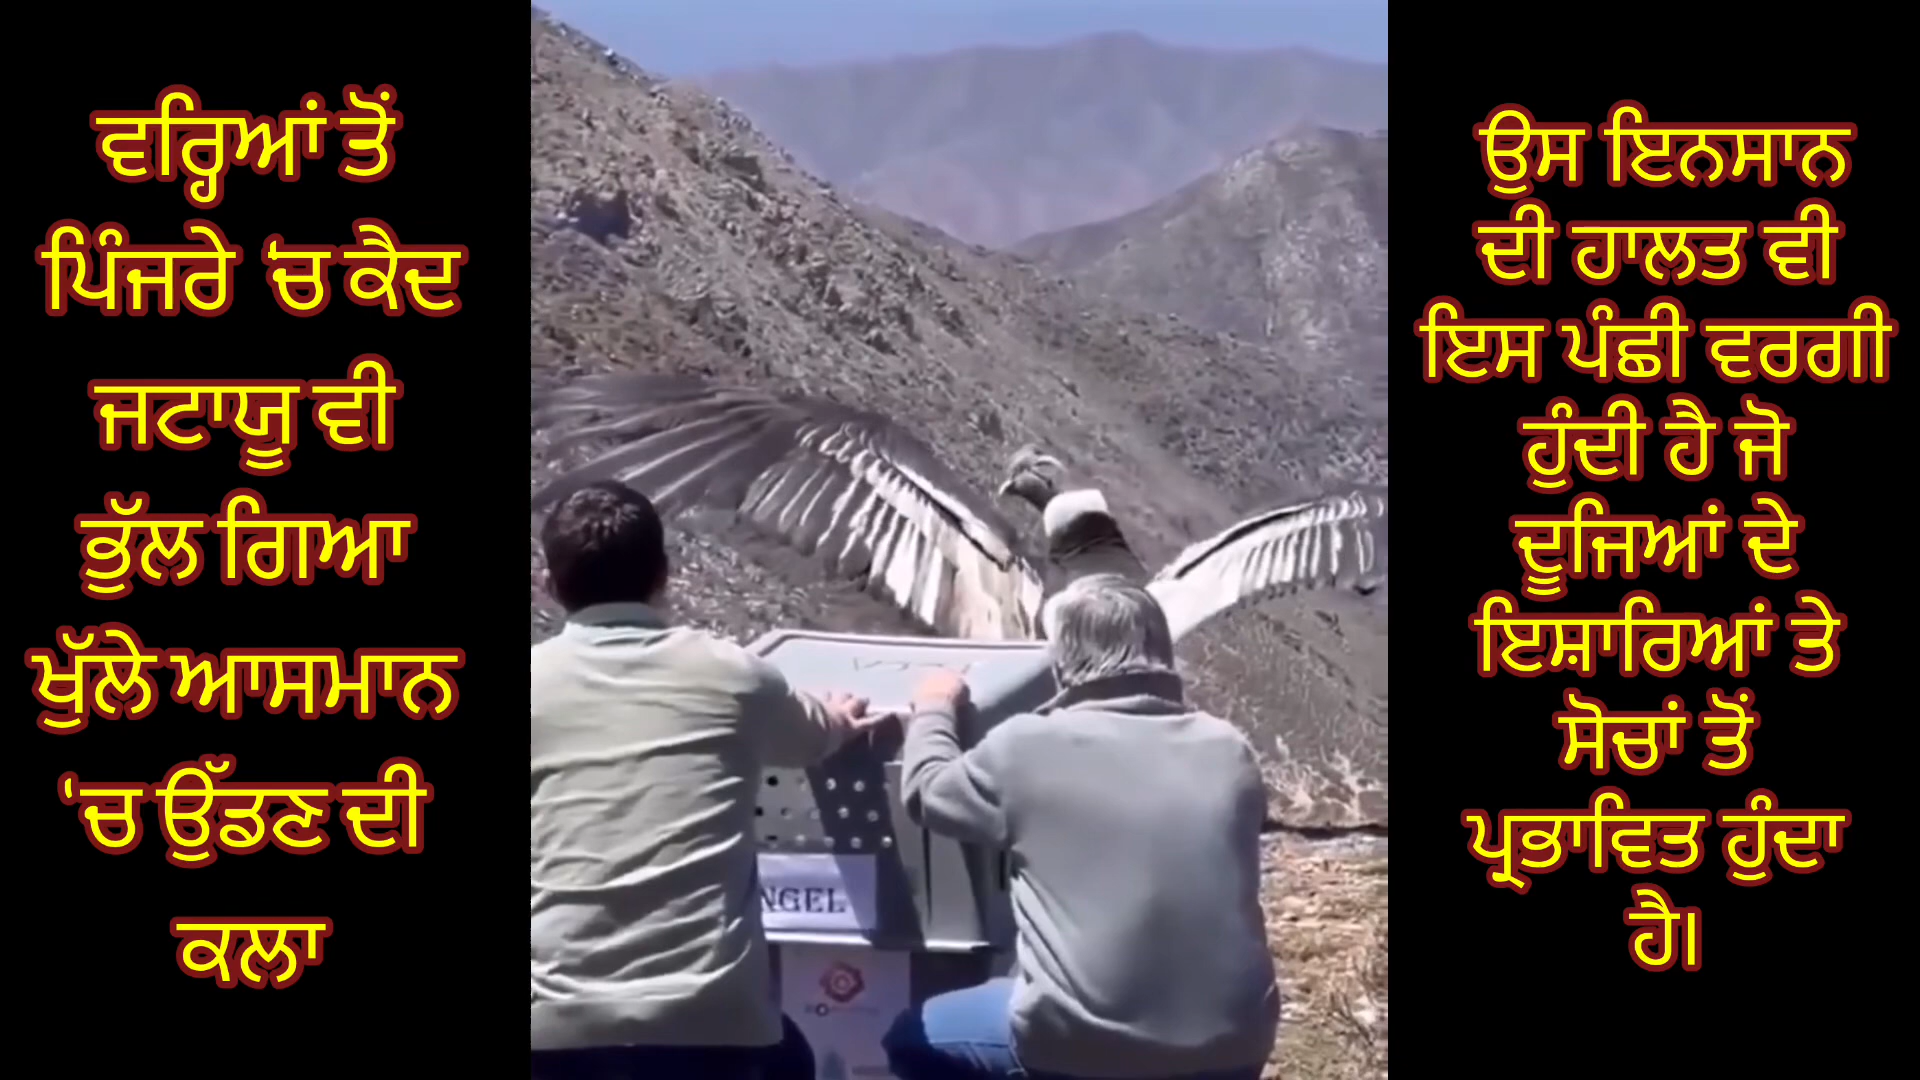 ਵਰ੍ਹਿਆਂ ਤੋਂ
ਪਿੰਜਰੇ 'ਚ ਕੈਦ
ਜਟਾਯੂ ਵੀ
ਭੁੱਲ ਗਿਆ
ਖੁੱਲੇ ਆਸਮਾਨ
'ਚ ਉੱਡਣ ਦੀ
ਕਲਾ
ਉਸ ਇਨਸਾਨ
ਦੀ ਹਾਲਤ ਵੀ
ਇਸ ਪੰਛੀ ਵਰਗੀ
ਹੁੰਦੀ ਹੈ ਜੋ
ਦੂਜਿਆਂ ਦੇ
ਇਸ਼ਾਰਿਆਂ ਤੇ
ਸੋਚਾਂ ਤੋਂ
ਪ੍ਰਭਾਵਿਤ ਹੁੰਦਾ
ਹੈ।
NGEL